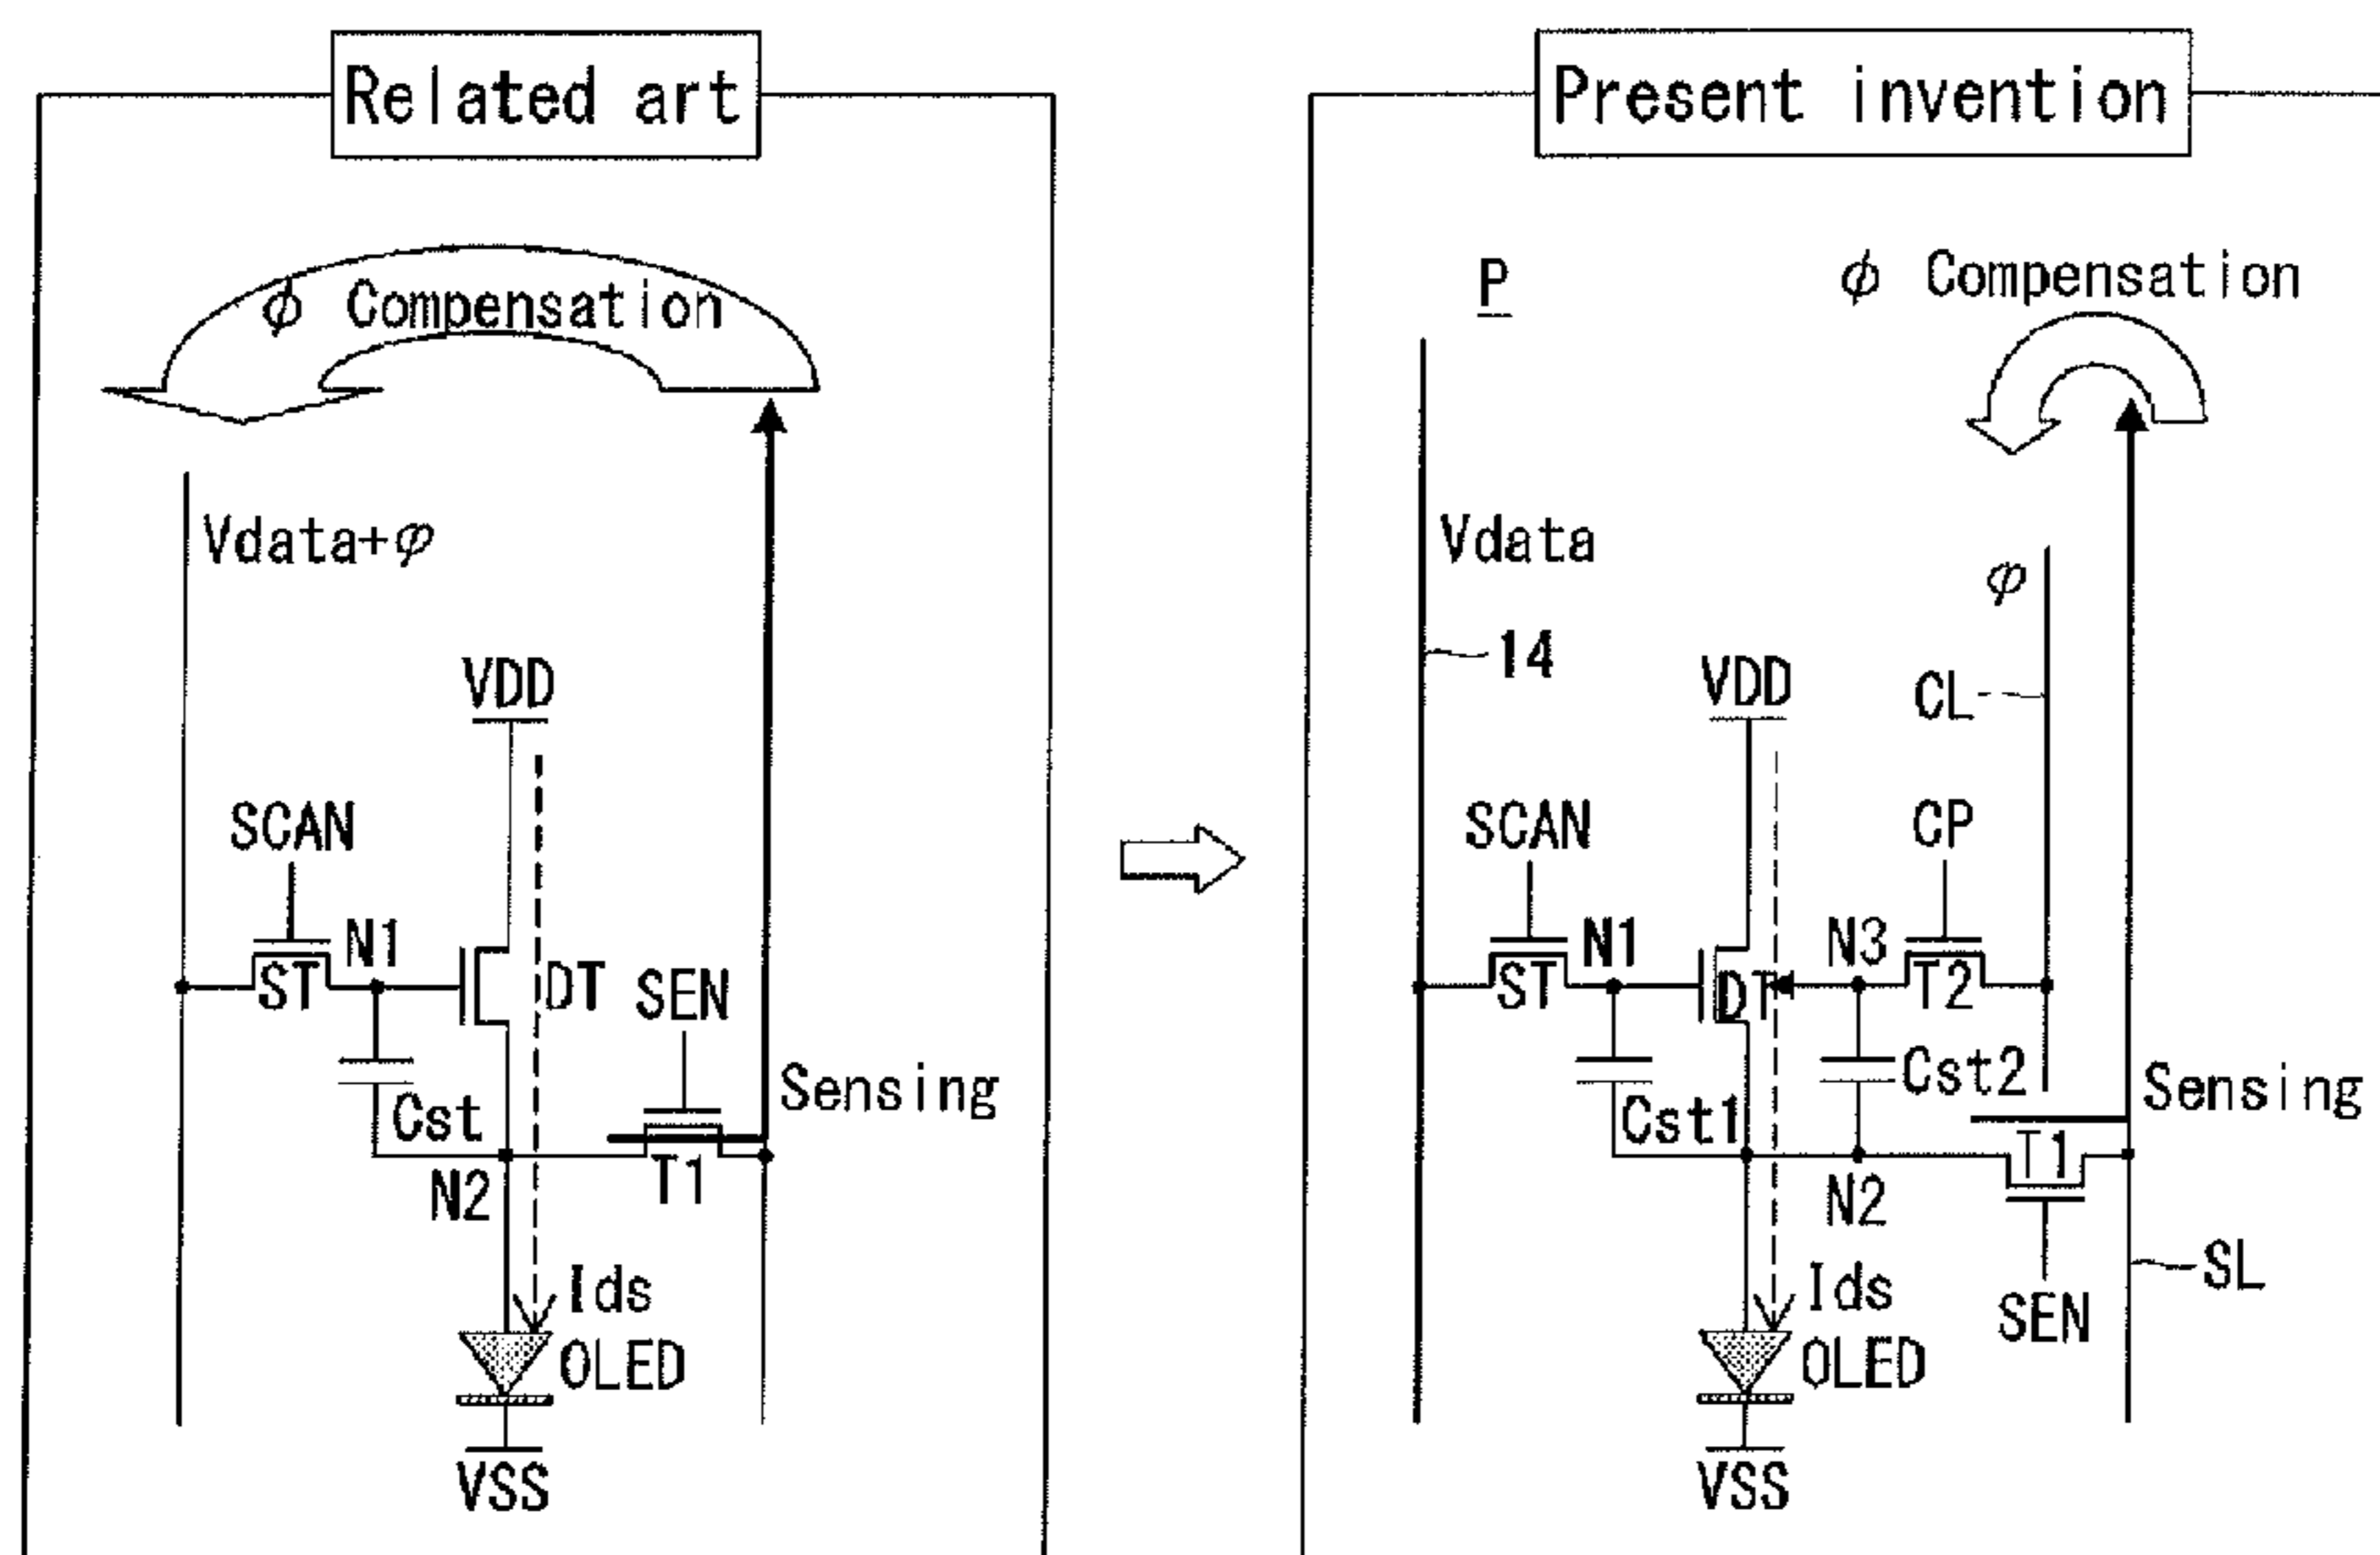 Related art
ϕ Compensation
Vdata+φ
VDD
SCAN
N1
ST
DT
SEN
Cst
Sensing
T1
N2
Ids
OLED
VSS
Present invention
P
ϕ Compensation
Vdata
φ
14
VDD
CL
SCAN
CP
N1
N3
ST
DT
T2
Cst1
Cst2
Sensing
T1
N2
SL
Ids
SEN
OLED
VSS